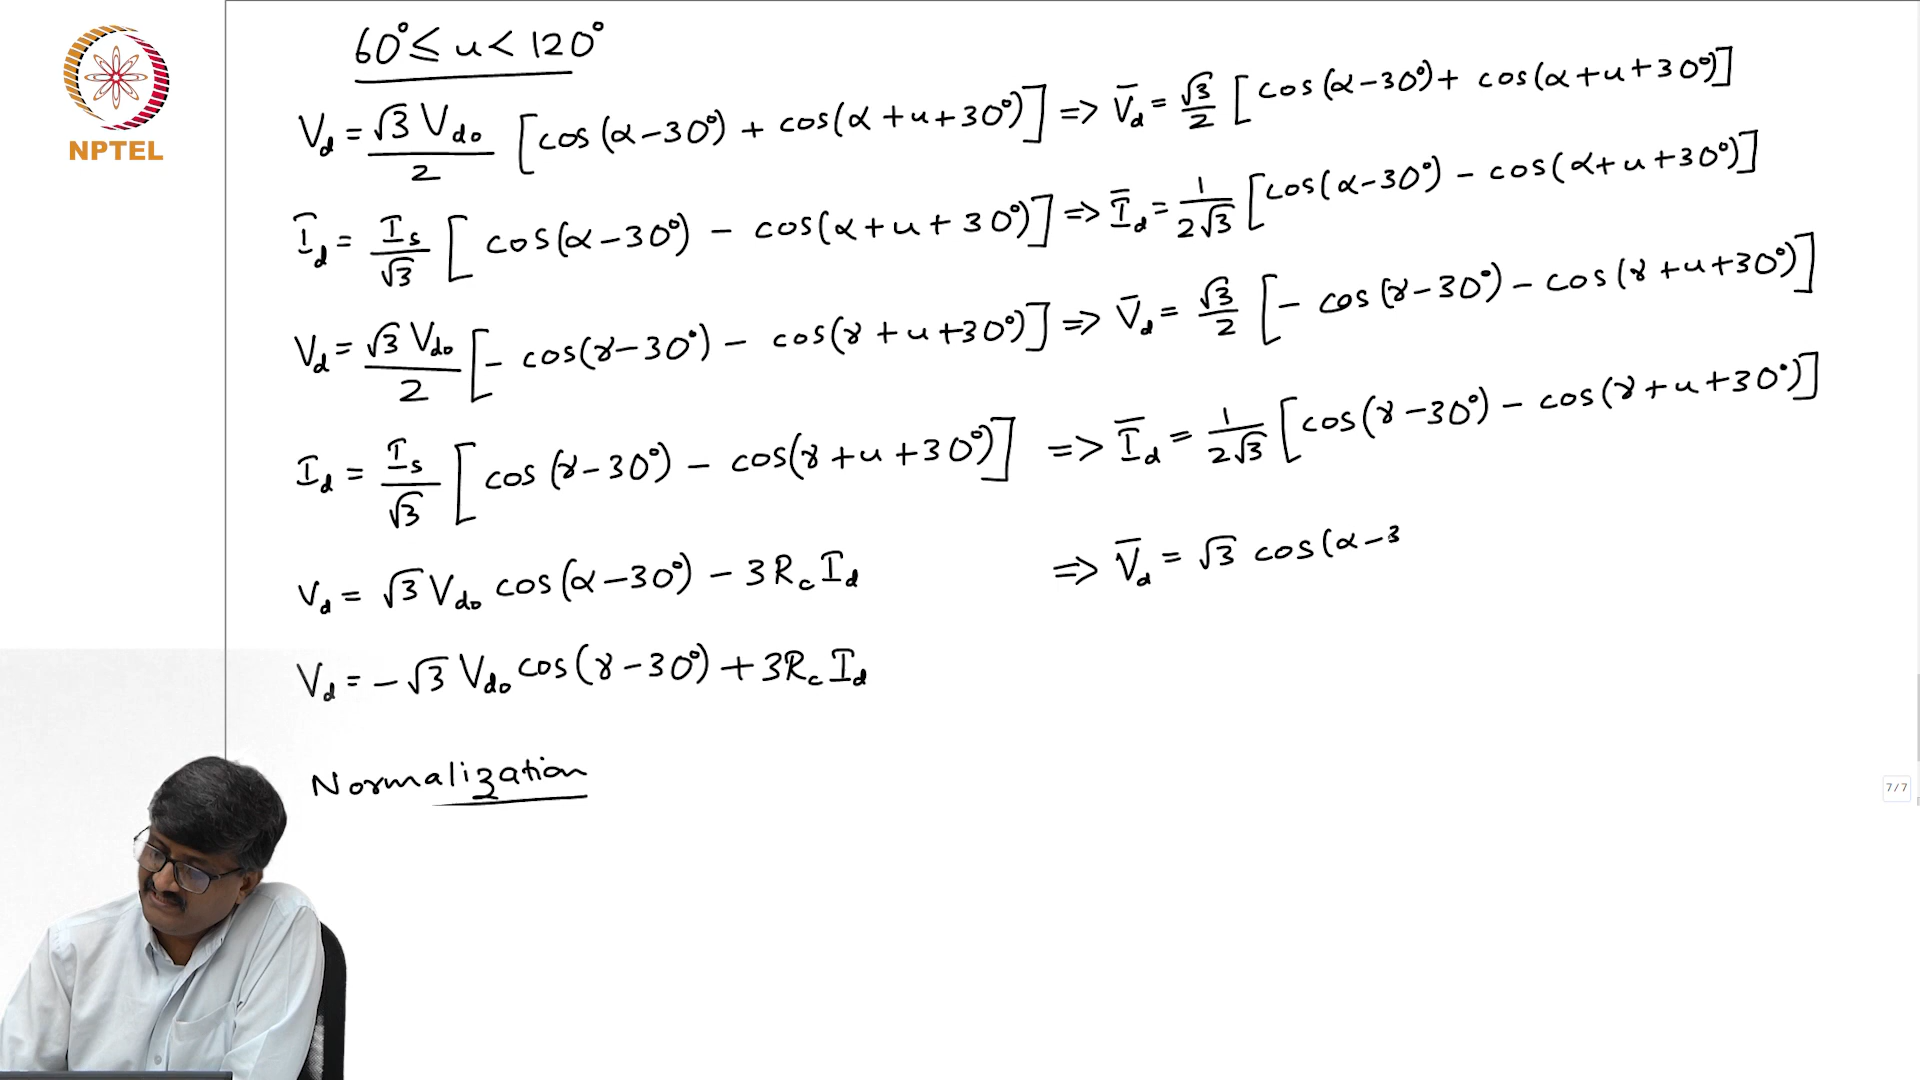 NPTEL
60° ≤ u < 120°
V_d = √3 V_do / 2 [cos(α−30°) + cos(α+u+30°)] => V̄_d = √3/2 [cos(α−30°) + cos(α+u+30°)]
I_d = I_s/√3 [cos(α−30°) − cos(α+u+30°)] => Ī_d = 1/2√3 [cos(α−30°) − cos(α+u+30°)]
V_d = √3 V_do / 2 [−cos(γ−30°) − cos(γ+u+30°)] => V̄_d = √3/2 [−cos(γ−30°) − cos(γ+u+30°)]
I_d = I_s/√3 [cos(γ−30°) − cos(γ+u+30°)] => Ī_d = 1/2√3 [cos(γ−30°) − cos(γ+u+30°)]
V_d = √3 V_do cos(α−30°) − 3R_c I_d => V̄_d = √3 cos(α−3
V_d = −√3 V_do cos(γ−30°) + 3R_c I_d
Normalization
7/7